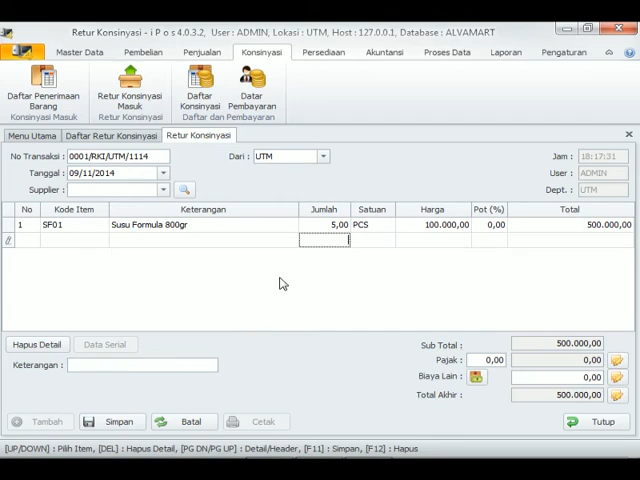 Retur Konsinyasi - i P o s 4.0.3.2, User : ADMIN, Lokasi : UTM, Host : 127.0.0.1, Database : ALVAMART
Master Data Pembelian Penjualan Konsinyasi Persediaan Akuntansi Proses Data Laporan Pengaturan
Daftar Penerimaan Barang
Retur Konsinyasi Masuk
Daftar Konsinyasi
Datar Pembayaran
Konsinyasi Masuk Retur Konsinyasi Daftar dan Pembayaran
Menu Utama Daftar Retur Konsinyasi Retur Konsinyasi
No Transaksi : 0001/RKI/UTM/1114 Dari : UTM Jam : 18:17:31
Tanggal : 09/11/2014 User : ADMIN
Supplier : Dept. : UTM
No Kode Item Keterangan Jumlah Satuan Harga Pot (%) Total
1 SF01 Susu Formula 800gr 5,00 PCS 100.000,00 0,00 500.000,00
Hapus Detail Data Serial Sub Total : 500.000,00
Keterangan : Pajak : 0,00 0,00
Biaya Lain : 0,00
Total Akhir : 500.000,00
Tambah Simpan Batal Cetak Tutup
[UP/DOWN] : Pilih Item, [DEL] : Hapus Detail, [PG DN/PG UP] : Detail/Header, [F11] : Simpan, [F12] : Hapus